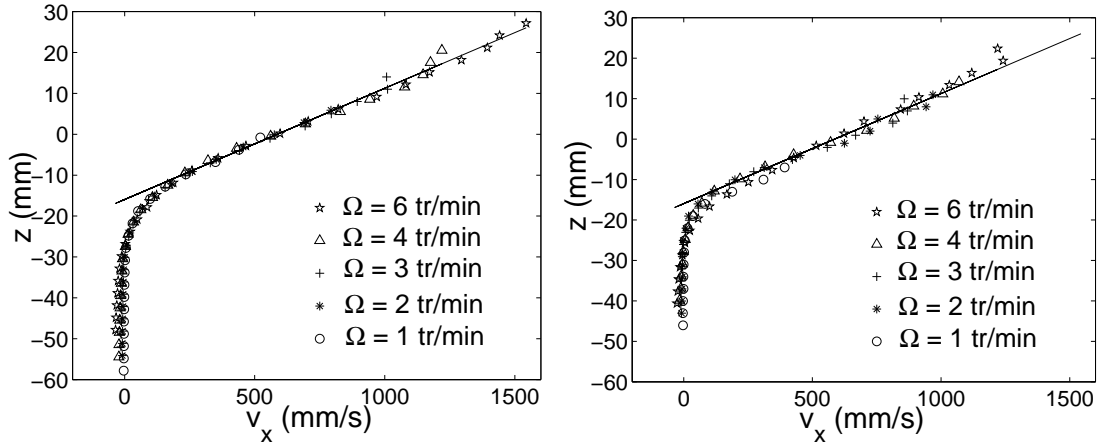 30
20
10
0
−10
−20
−30
−40
−50
−60
z (mm)
0
500
1000
1500
v_x (mm/s)
Ω = 6 tr/min
Ω = 4 tr/min
Ω = 3 tr/min
Ω = 2 tr/min
Ω = 1 tr/min
30
20
10
0
−10
−20
−30
−40
−50
−60
z (mm)
0
500
1000
1500
v_x (mm/s)
Ω = 6 tr/min
Ω = 4 tr/min
Ω = 3 tr/min
Ω = 2 tr/min
Ω = 1 tr/min